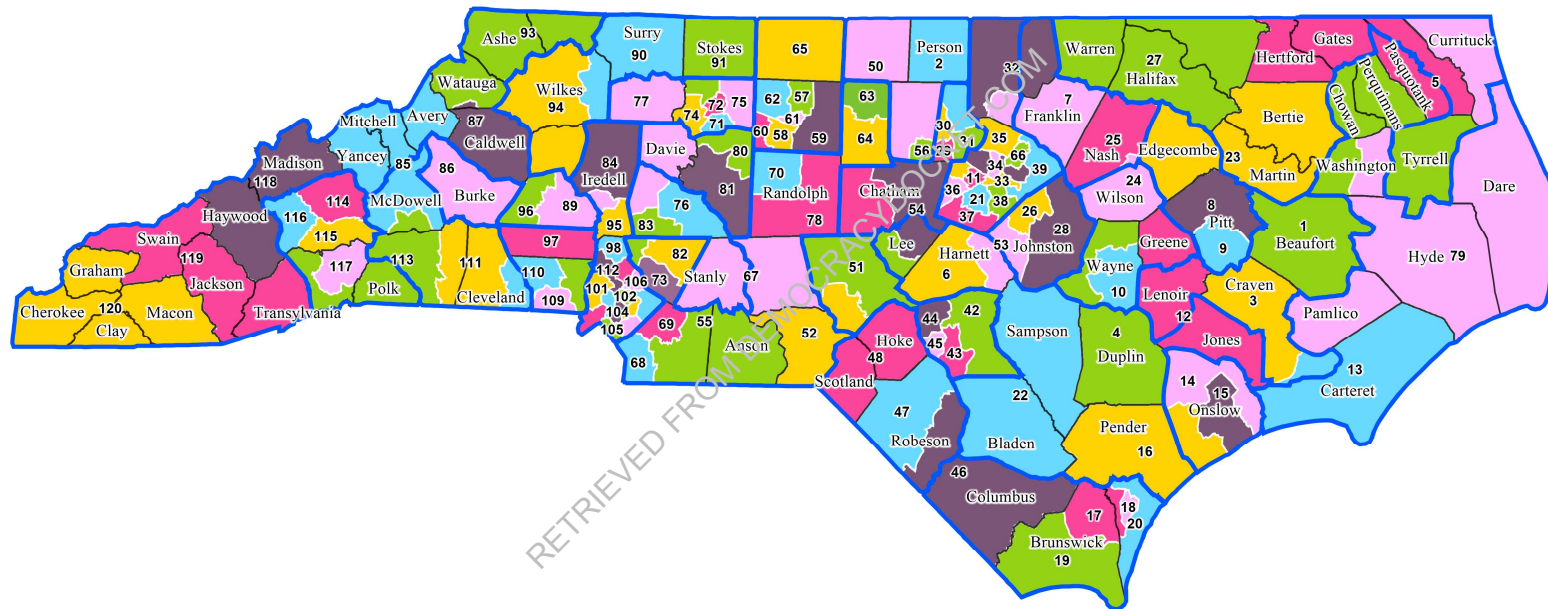 Ashe 93
Surry
90
Stokes
91
65
50
Person
2
32
Warren
27
Halifax
Hertford
Gates
Pasquotank
5
Currituck
Perquimans
Chowan
Watauga
Wilkes
94
77
72
75
74
71
62
57
61
60
58
59
63
64
56
30
Franklin
7
Nash
25
Edgecombe
Bertie
23
Martin
Washington
Tyrrell
Dare
Mitchell
Avery
87
Caldwell
Yancey
85
Madison
118
86
Burke
84
Iredell
Davie
80
81
70
Randolph
78
Chatham
54
35
66
34
39
11
33
36
21
38
37
Wilson
24
8
Pitt
9
1
Beaufort
Hyde 79
Haywood
114
116
115
McDowell
96
89
95
83
76
26
28
Johnston
53
Greene
Wayne
10
Swain
119
Jackson
Graham
117
113
Polk
111
Cleveland
97
110
109
98
82
112
73
106
101
102
104
105
Stanly
67
51
Lee
Harnett
6
Lenoir
12
Craven
3
Pamlico
Cherokee
120
Clay
Macon
Transylvania
69
55
68
Anson
52
Hoke
48
Scotland
44
45
43
42
Sampson
4
Duplin
Jones
13
Carteret
14
15
Onslow
47
Robeson
22
Bladen
Pender
16
46
Columbus
17
18
20
Brunswick
19
RETRIEVED FROM DEMOCRACYDOCKET.COM